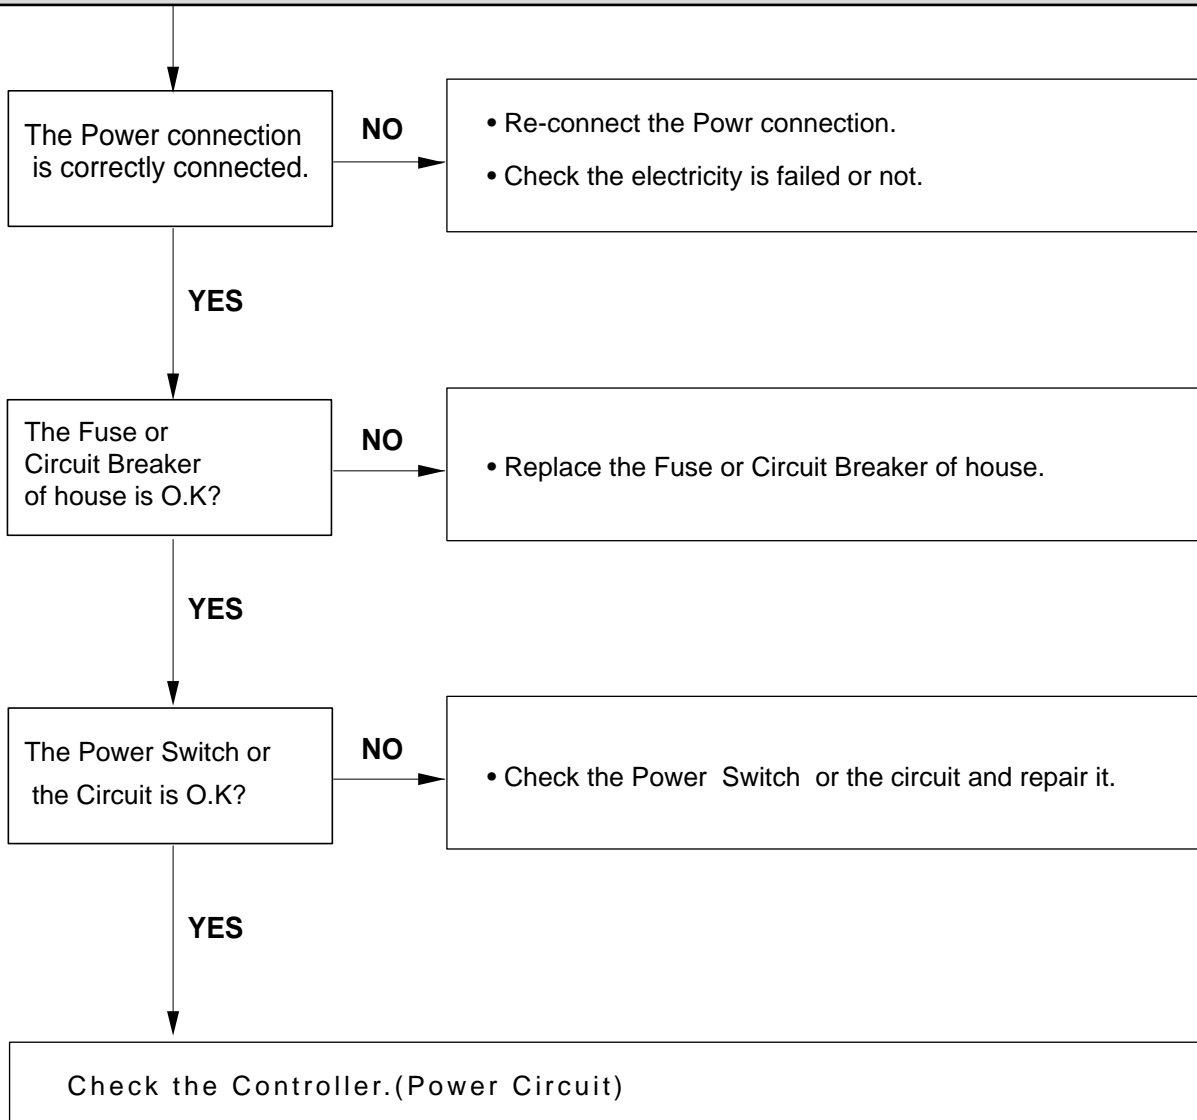 The Power connection
is correctly connected.
NO
• Re-connect the Powr connection.
• Check the electricity is failed or not.
YES
The Fuse or
Circuit Breaker
of house is O.K?
NO
• Replace the Fuse or Circuit Breaker of house.
YES
The Power Switch or
the Circuit is O.K?
NO
• Check the Power Switch or the circuit and repair it.
YES
Check the Controller.(Power Circuit)